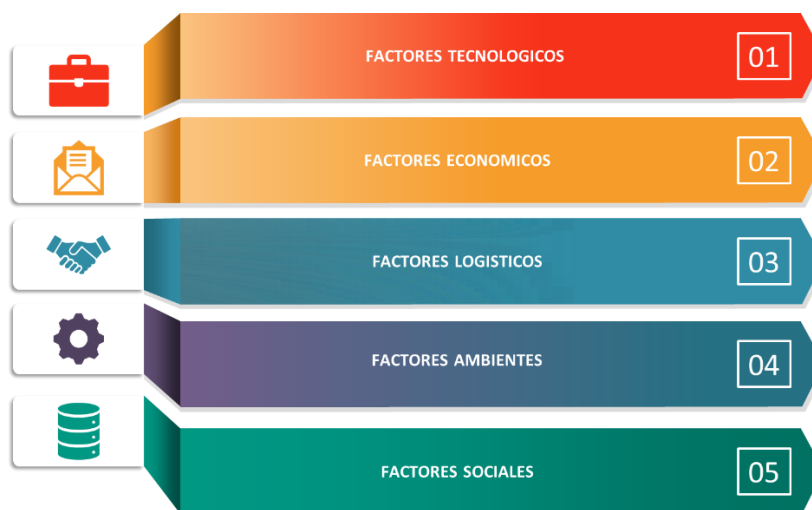 FACTORES TECNOLOGICOS 01
FACTORES ECONOMICOS 02
FACTORES LOGISTICOS 03
FACTORES AMBIENTES 04
FACTORES SOCIALES 05